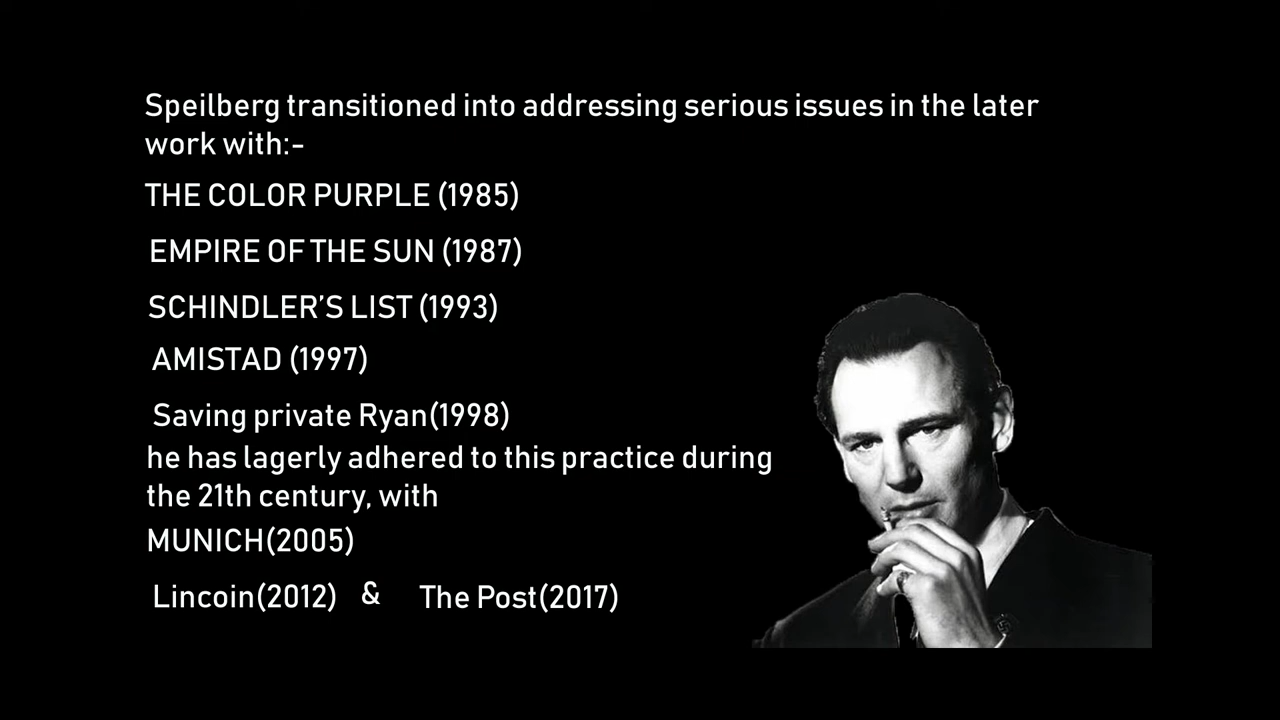 Speilberg transitioned into addressing serious issues in the later
work with:-
THE COLOR PURPLE (1985)
EMPIRE OF THE SUN (1987)
SCHINDLER’S LIST (1993)
AMISTAD (1997)
Saving private Ryan(1998)
he has lagerly adhered to this practice during
the 21th century, with
MUNICH(2005)
Lincoin(2012) & The Post(2017)